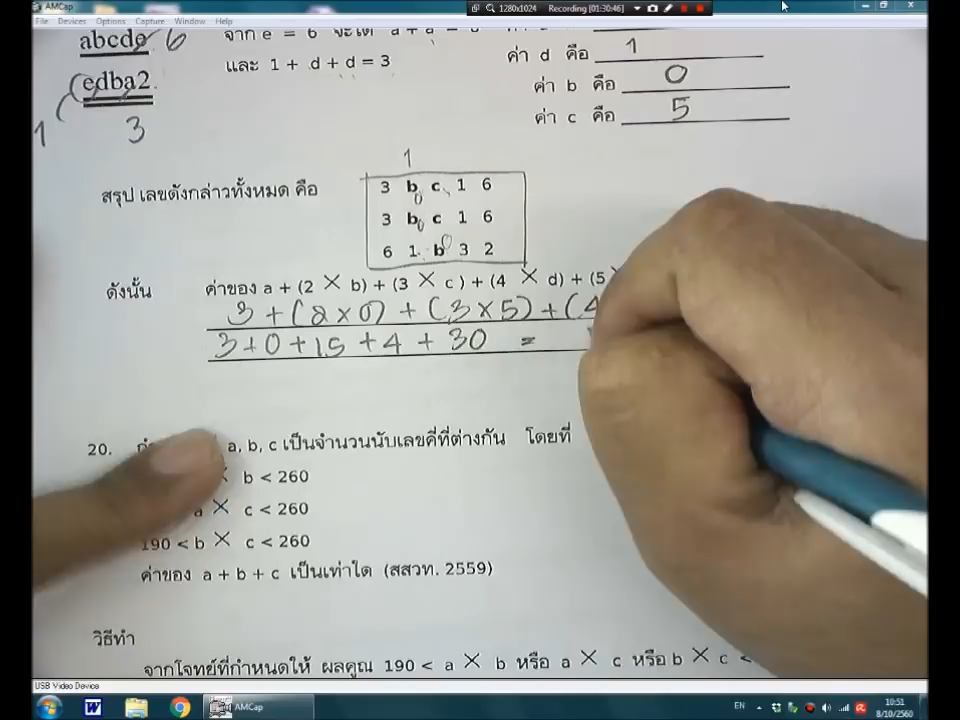 AMCap
1280x1024 Recording [01:30:46]
File Devices Options Capture Window Help
abcde 6
จาก e = 6
และ 1 + d + d = 3
edba2
1 3
ค่า d คือ 1
ค่า b คือ 0
ค่า c คือ 5
1
สรุป เลขดังกล่าวทั้งหมด คือ
3 b 0 c 1 6
3 b 0 c 1 6
6 1 b 0 3 2
ดังนั้น ค่าของ a + (2 × b) + (3 × c ) + (4 × d) + (5
3 + (2 × 0) + (3 × 5) + (4
3 + 0 + 15 + 4 + 30 =
20. a, b, c เป็นจำนวนนับเลขคี่ที่ต่างกัน โดยที่
b < 260
a × c < 260
190 < b × c < 260
ค่าของ a + b + c เป็นเท่าใด (สสวท. 2559)
วิธีทำ
จากโจทย์ที่กำหนดให้ ผลคูณ 190 < a × b หรือ a × c หรือ b × c <
USB Video Device
AMCap
EN
10:51
8/10/2560